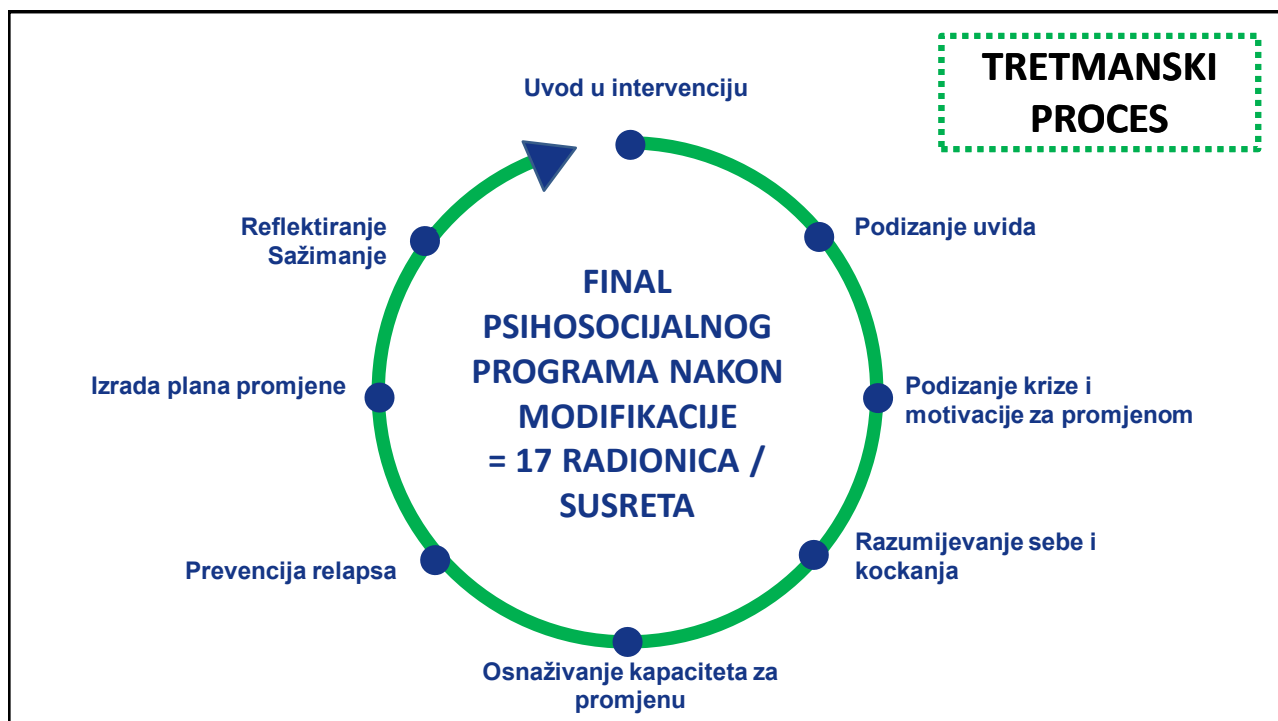 TRETMANSKI
PROCES
Uvod u intervenciju
Podizanje uvida
Podizanje krize i
motivacije za promjenom
Razumijevanje sebe i
kockanja
Osnaživanje kapaciteta za
promjenu
Prevencija relapsa
Izrada plana promjene
Reflektiranje
Sažimanje
FINAL
PSIHOSOCIJALNOG
PROGRAMA NAKON
MODIFIKACIJE
= 17 RADIONICA /
SUSRETA